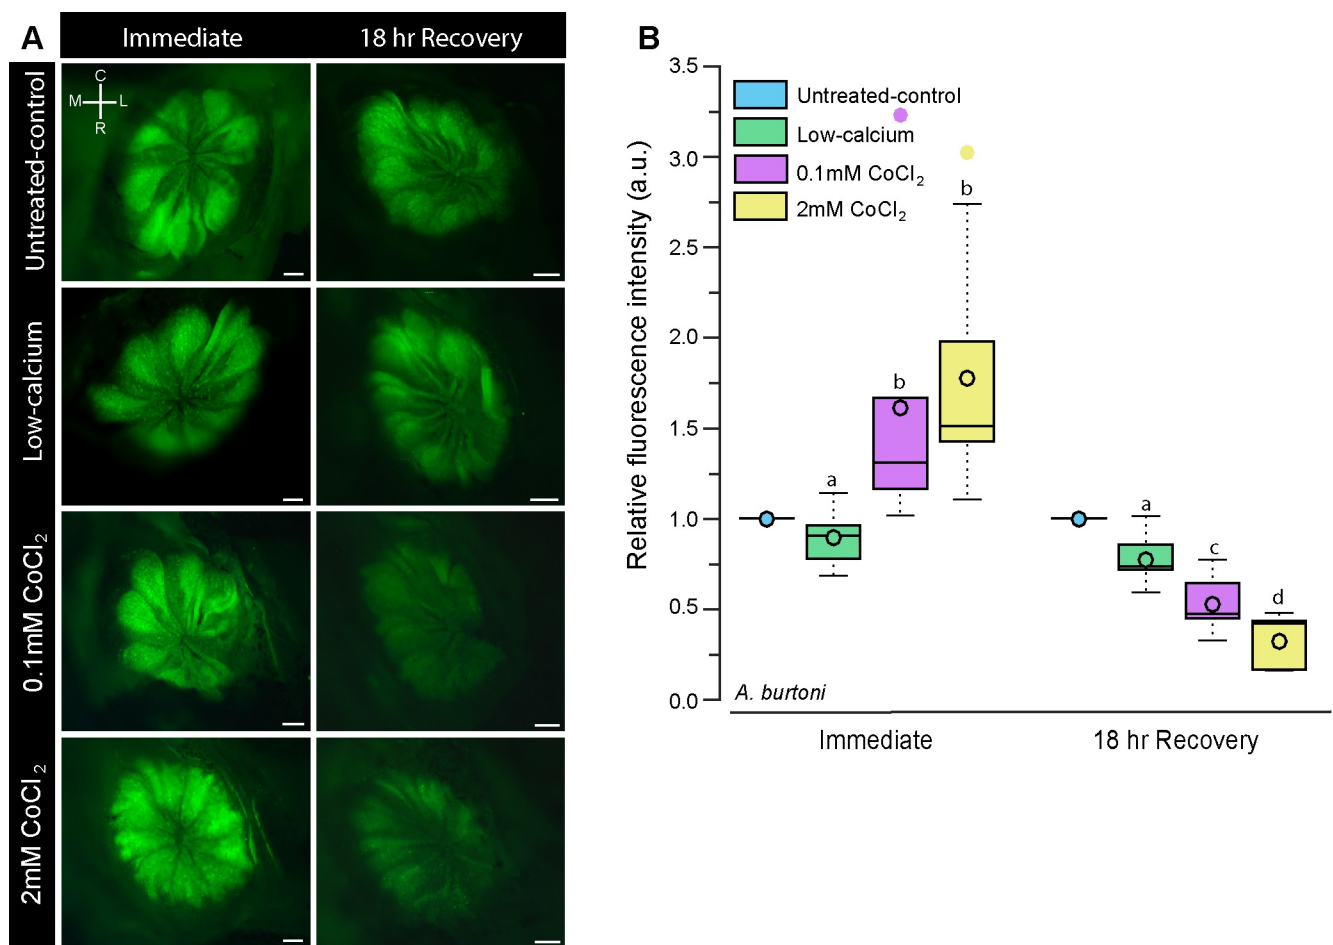 A
Immediate
18 hr Recovery
Untreated-control
C
M L
R
Low-calcium
0.1mM CoCl₂
2mM CoCl₂
B
Relative fluorescence intensity (a.u.)
3.5
3.0
2.5
2.0
1.5
1.0
0.5
0.0
Untreated-control
Low-calcium
0.1mM CoCl₂
2mM CoCl₂
a
b
b
a
c
d
A. burtoni
Immediate
18 hr Recovery